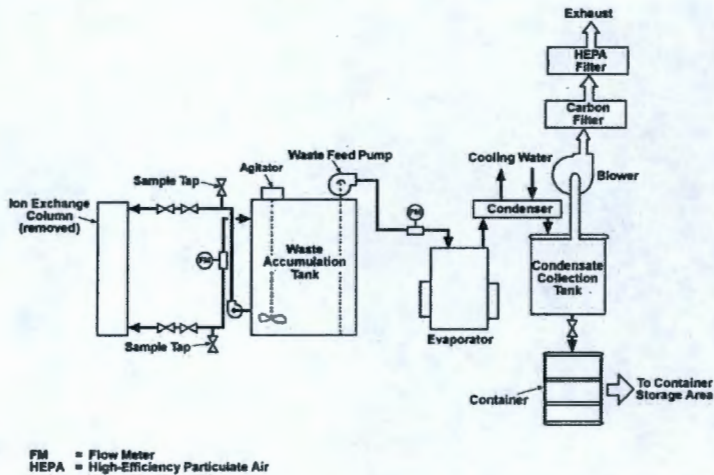 Exhaust
HEPA
Filter
Carbon
Filter
Waste Feed Pump
Cooling Water
Blower
Agitator
Sample Tap
Ion Exchange
Column
(removed)
FM
Condenser
FM
Waste
Accumulation
Tank
Condensate
Collection
Tank
Sample Tap
Evaporator
Container
To Container
Storage Area
FM = Flow Meter
HEPA = High-Efficiency Particulate Air